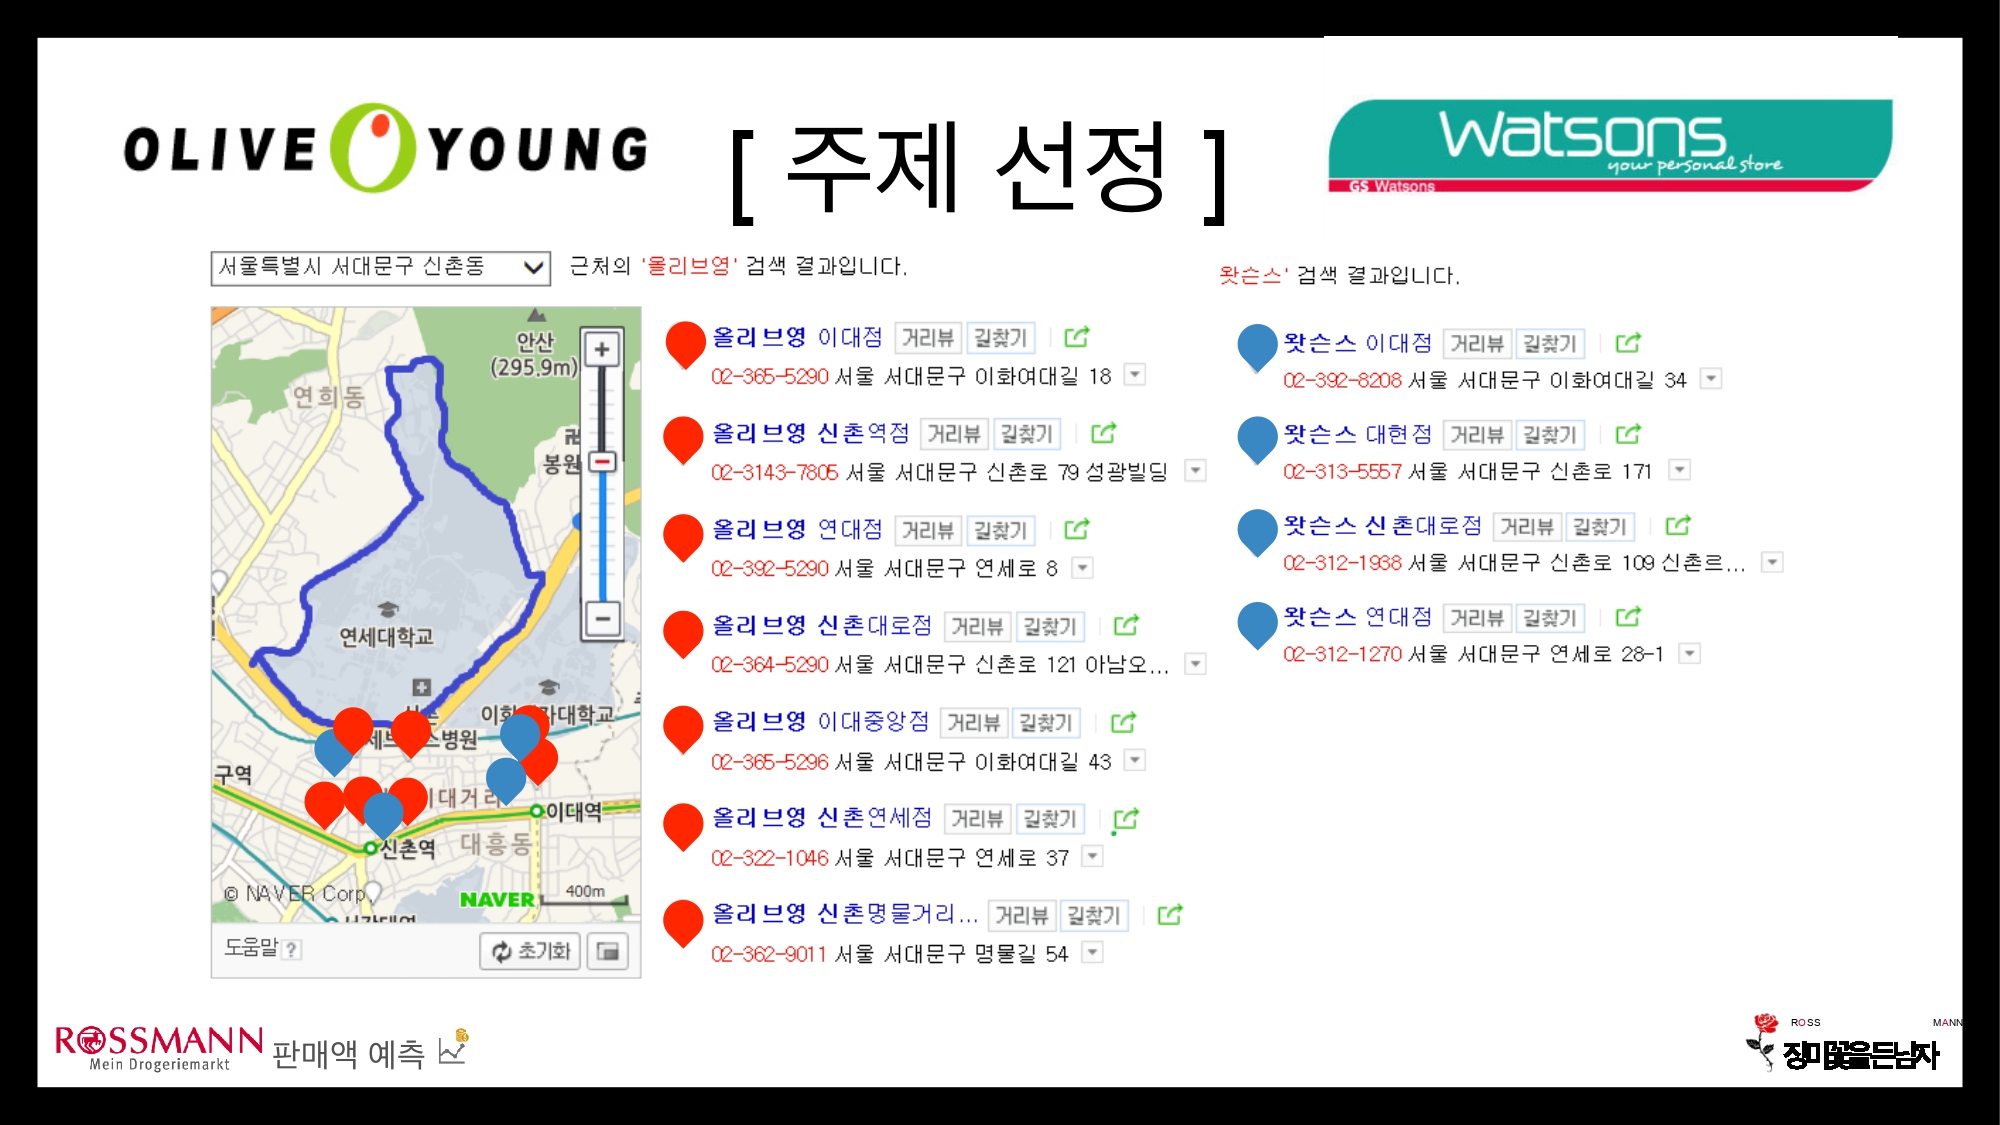 OLIVE YOUNG
[ 주제 선정 ]
Watsons
your personal store
GS Watsons
서울특별시 서대문구 신촌동 근처의 '올리브영' 검색 결과입니다.
왓슨스' 검색 결과입니다.
안산
(295.9m)
연희동
봉원
연세대학교
이화 대학교
세브 스병원
구역
대거리
이대역
신촌역
대흥동
© NAVER Corp.
NAVER
400m
도움말 ?
초기화
올리브영 이대점 거리뷰 길찾기
02-365-5290 서울 서대문구 이화여대길 18
올리브영 신촌역점 거리뷰 길찾기
02-3143-7805 서울 서대문구 신촌로 79 성광빌딩
올리브영 연대점 거리뷰 길찾기
02-392-5290 서울 서대문구 연세로 8
올리브영 신촌대로점 거리뷰 길찾기
02-364-5290 서울 서대문구 신촌로 121 아남오...
올리브영 이대중앙점 거리뷰 길찾기
02-365-5296 서울 서대문구 이화여대길 43
올리브영 신촌연세점 거리뷰 길찾기
02-322-1046 서울 서대문구 연세로 37
올리브영 신촌명물거리... 거리뷰 길찾기
02-362-9011 서울 서대문구 명물길 54
왓슨스 이대점 거리뷰 길찾기
02-392-8208 서울 서대문구 이화여대길 34
왓슨스 대현점 거리뷰 길찾기
02-313-5557 서울 서대문구 신촌로 171
왓슨스 신촌대로점 거리뷰 길찾기
02-312-1938 서울 서대문구 신촌로 109 신촌르...
왓슨스 연대점 거리뷰 길찾기
02-312-1270 서울 서대문구 연세로 28-1
ROSSMANN
Mein Drogeriemarkt
판매액 예측
ROSS MANN
장미꽃을든남자